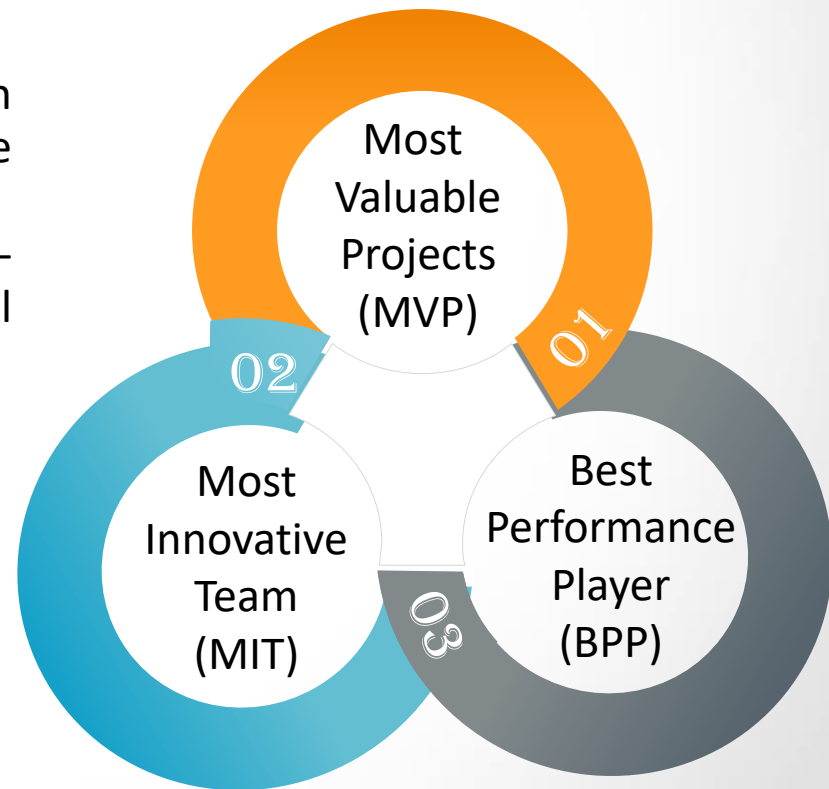 Most
Valuable
Projects
(MVP)
01
02
Most
Innovative
Team
(MIT)
Best
Performance
Player
(BPP)
03